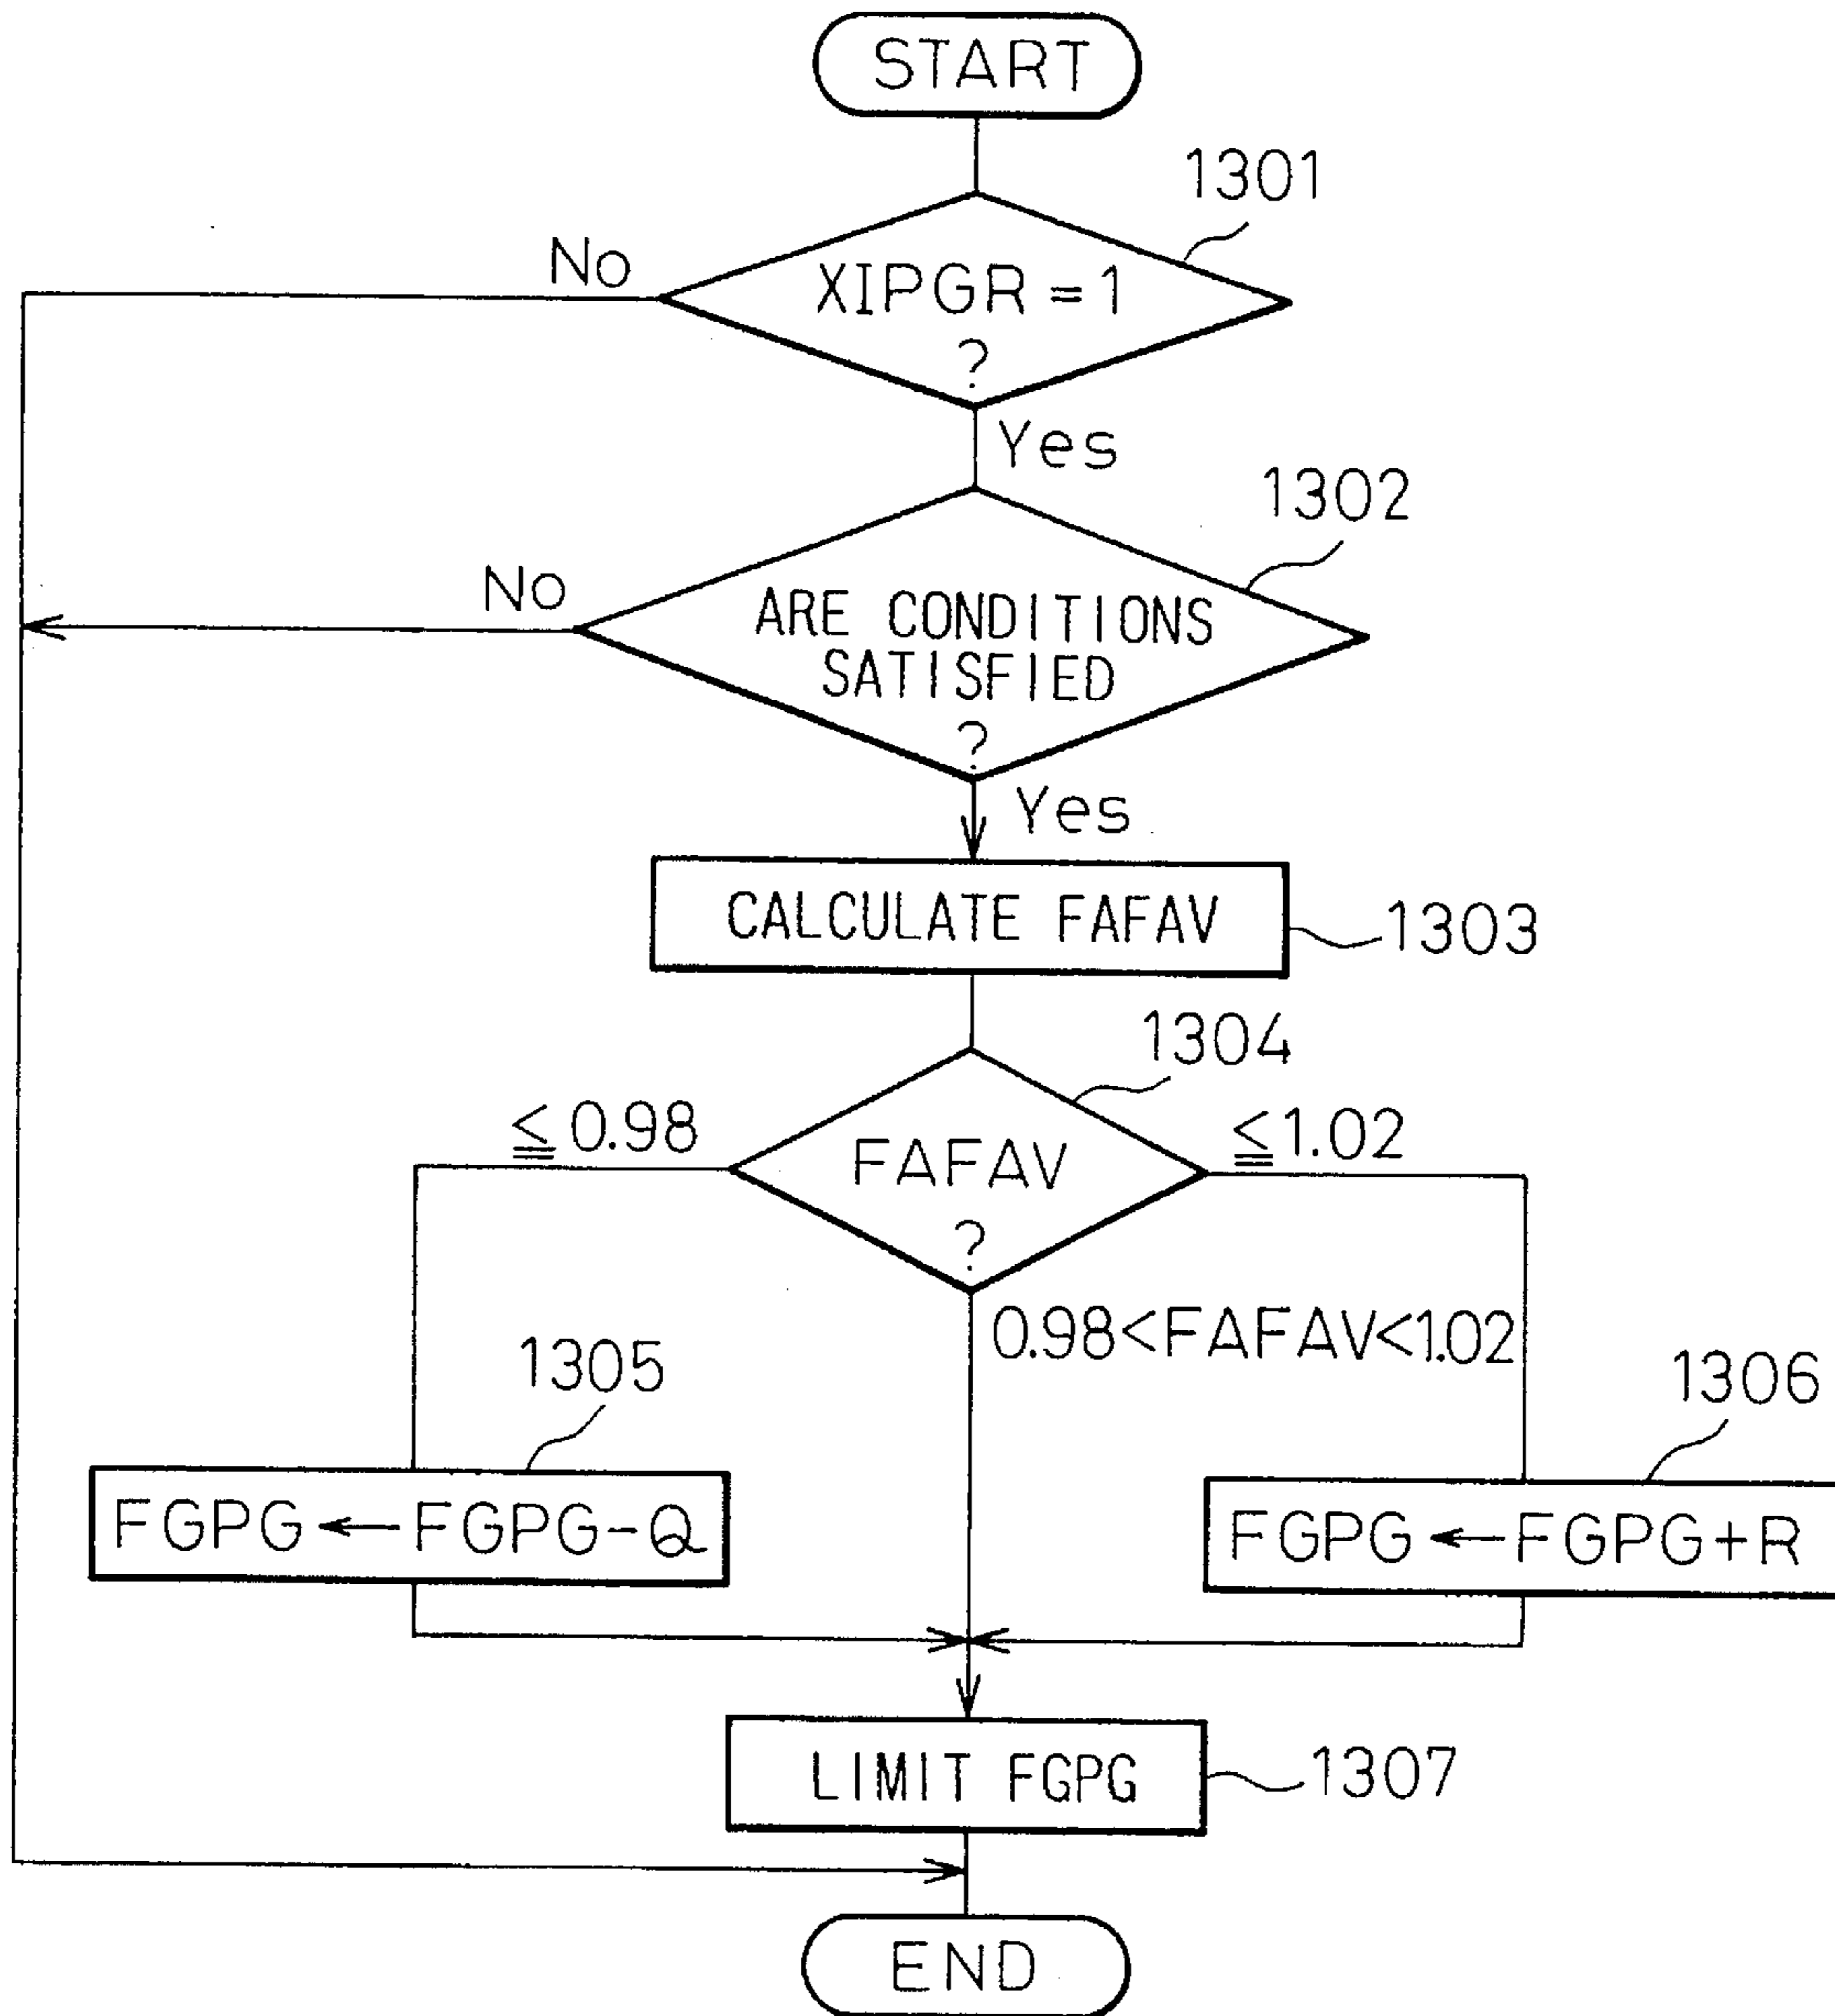 START
1301
No
XIPGR = 1
?
Yes
1302
No
ARE CONDITIONS
SATISFIED
?
Yes
CALCULATE FAFAV
1303
1304
≦0.98
FAFAV
?
≦1.02
0.98<FAFAV<1.02
1305
1306
FGPG←FGPG-Q
FGPG←FGPG+R
LIMIT FGPG
1307
END